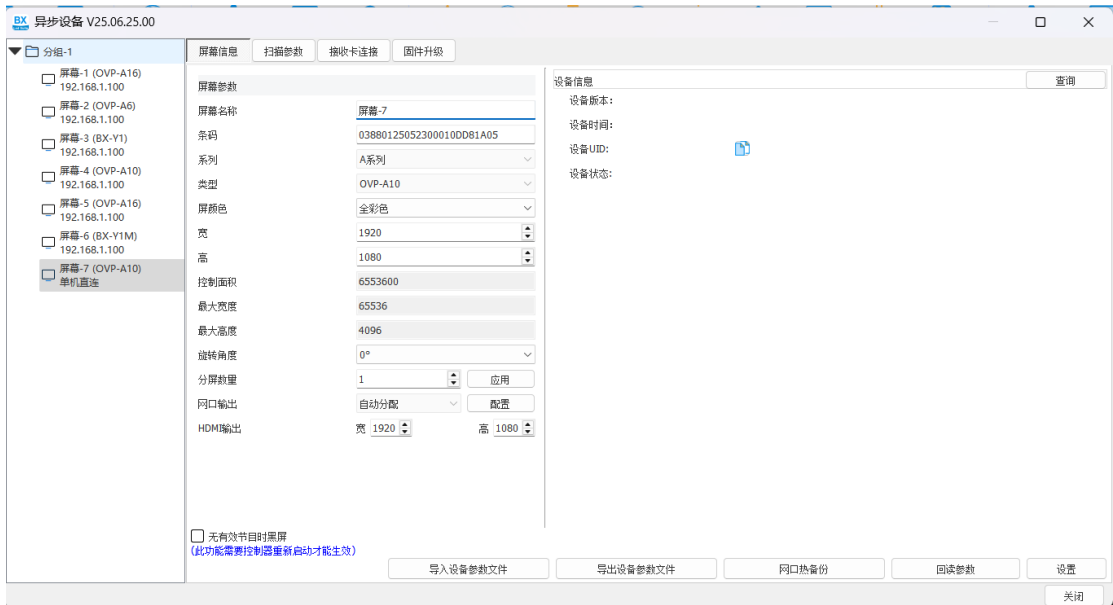 BX 异步设备 V25.06.25.00
分组-1
屏幕-1 (OVP-A16)
192.168.1.100
屏幕-2 (OVP-A6)
192.168.1.100
屏幕-3 (BX-Y1)
192.168.1.100
屏幕-4 (OVP-A10)
192.168.1.100
屏幕-5 (OVP-A16)
192.168.1.100
屏幕-6 (BX-Y1M)
192.168.1.100
屏幕-7 (OVP-A10)
单机直连
屏幕信息 扫描参数 接收卡连接 固件升级
屏幕参数
屏幕名称 屏幕-7
条码 03880125052300010DD81A05
系列 A系列
类型 OVP-A10
屏颜色 全彩色
宽 1920
高 1080
控制面积 6553600
最大宽度 65536
最大高度 4096
旋转角度 0°
分屏数量 1 应用
网口输出 自动分配 配置
HDMI输出 宽 1920 高 1080
设备信息 查询
设备版本:
设备时间:
设备UID:
设备状态:
无有效节目时黑屏
(此功能需要控制器重新启动才能生效)
导入设备参数文件 导出设备参数文件 网口热备份 回读参数 设置
关闭